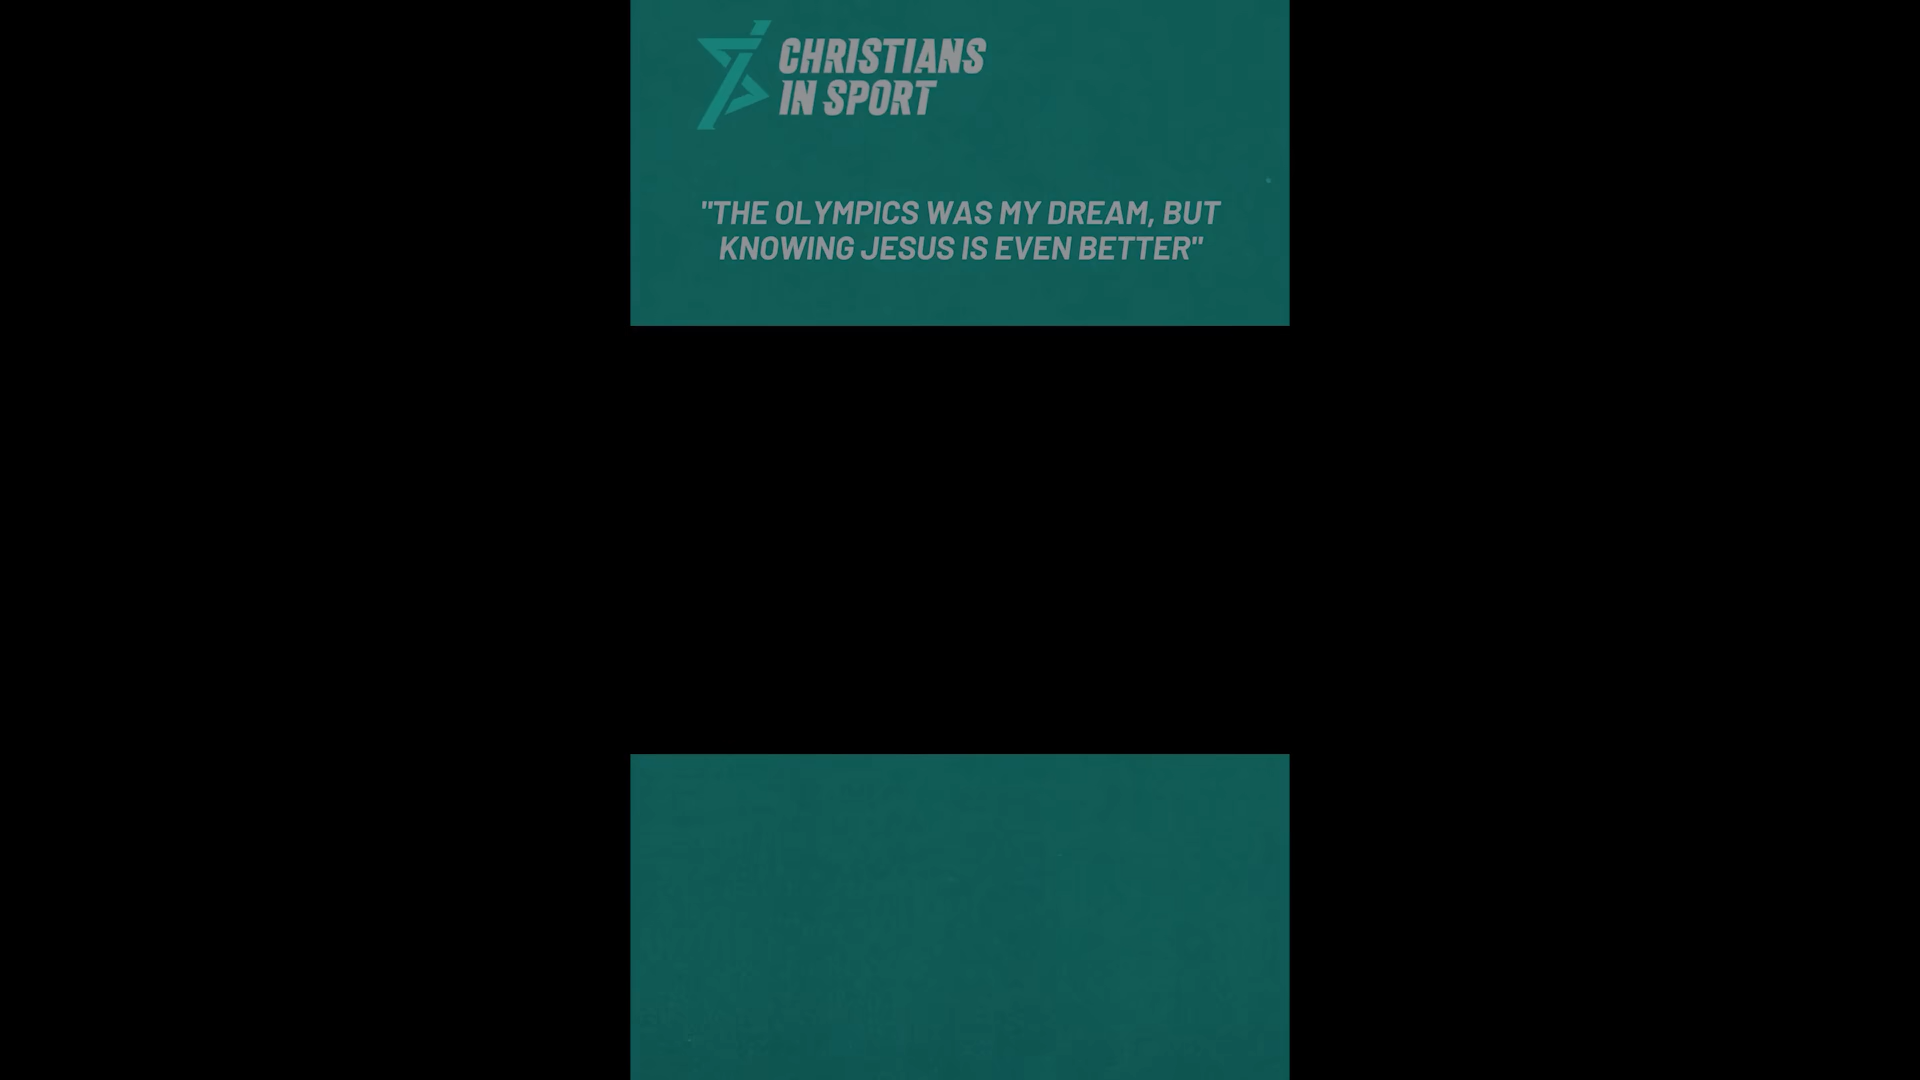 CHRISTIANS
IN SPORT
"THE OLYMPICS WAS MY DREAM, BUT
KNOWING JESUS IS EVEN BETTER"